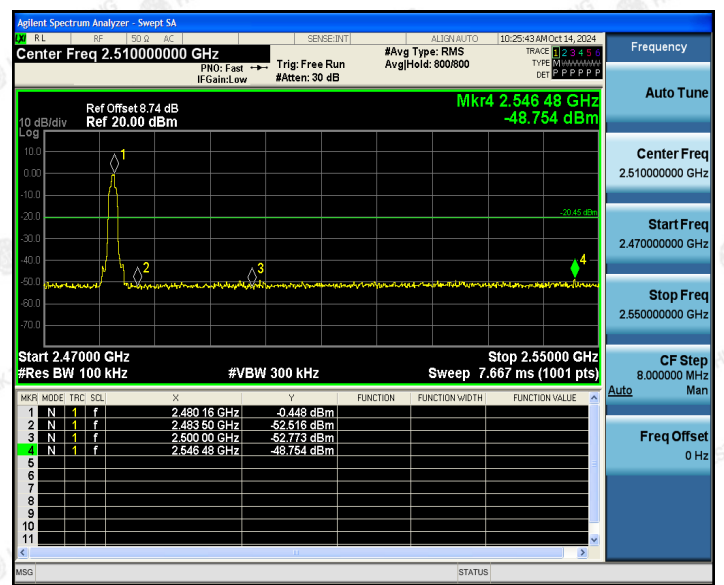 Agilent Spectrum Analyzer - Swept SA
LXI RL RF 50 Ω AC SENSE:INT ALIGN AUTO 10:25:43 AM Oct 14, 2024
Center Freq 2.510000000 GHz
PNO: Fast
IFGain:Low
Trig: Free Run
#Atten: 30 dB
#Avg Type: RMS
Avg|Hold: 800/800
TRACE 1 2 3 4 5 6
TYPE M
DET P P P P P P
Ref Offset 8.74 dB
Ref 20.00 dBm
10 dB/div
Log
Mkr4 2.546 48 GHz
-48.754 dBm
10.0
0.00
-10.0
-20.0
-30.0
-40.0
-50.0
-60.0
-70.0
1
2
3
4
-20.45 dBm
Start 2.47000 GHz
Stop 2.55000 GHz
#Res BW 100 kHz
#VBW 300 kHz
Sweep 7.667 ms (1001 pts)
MKR MODE TRC SCL X Y FUNCTION FUNCTION WIDTH FUNCTION VALUE
1 N 1 f 2.480 16 GHz -0.448 dBm
2 N 1 f 2.483 50 GHz -52.516 dBm
3 N 1 f 2.500 00 GHz -52.773 dBm
4 N 1 f 2.546 48 GHz -48.754 dBm
5
6
7
8
9
10
11
MSG
STATUS
Frequency
Auto Tune
Center Freq
2.510000000 GHz
Start Freq
2.470000000 GHz
Stop Freq
2.550000000 GHz
CF Step
8.000000 MHz
Auto Man
Freq Offset
0 Hz